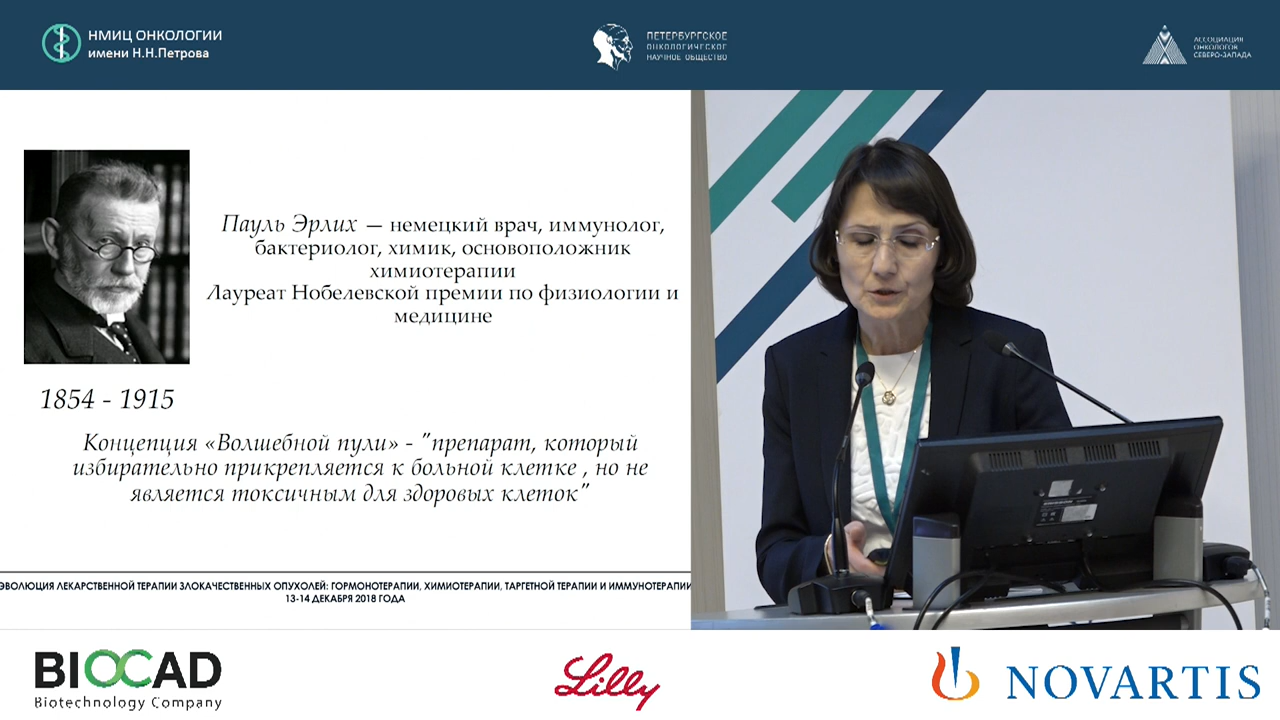 НМИЦ ОНКОЛОГИИ
имени Н.Н.Петрова
ПЕТЕРБУРГСКОЕ
ОНКОЛОГИЧЕСКОЕ
НАУЧНОЕ ОБЩЕСТВО
АССОЦИАЦИЯ
ОНКОЛОГОВ
СЕВЕРО-ЗАПАДА
Пауль Эрлих — немецкий врач, иммунолог,
бактериолог, химик, основоположник
химиотерапии
Лауреат Нобелевской премии по физиологии и
медицине
1854 - 1915
Концепция «Волшебной пули» - "препарат, который
избирательно прикрепляется к больной клетке , но не
является токсичным для здоровых клеток"
ЭВОЛЮЦИЯ ЛЕКАРСТВЕННОЙ ТЕРАПИИ ЗЛОКАЧЕСТВЕННЫХ ОПУХОЛЕЙ: ГОРМОНОТЕРАПИИ, ХИМИОТЕРАПИИ, ТАРГЕТНОЙ ТЕРАПИИ И ИММУНОТЕРАПИИ
13-14 ДЕКАБРЯ 2018 ГОДА
BIOCAD
Biotechnology Company
Lilly
NOVARTIS